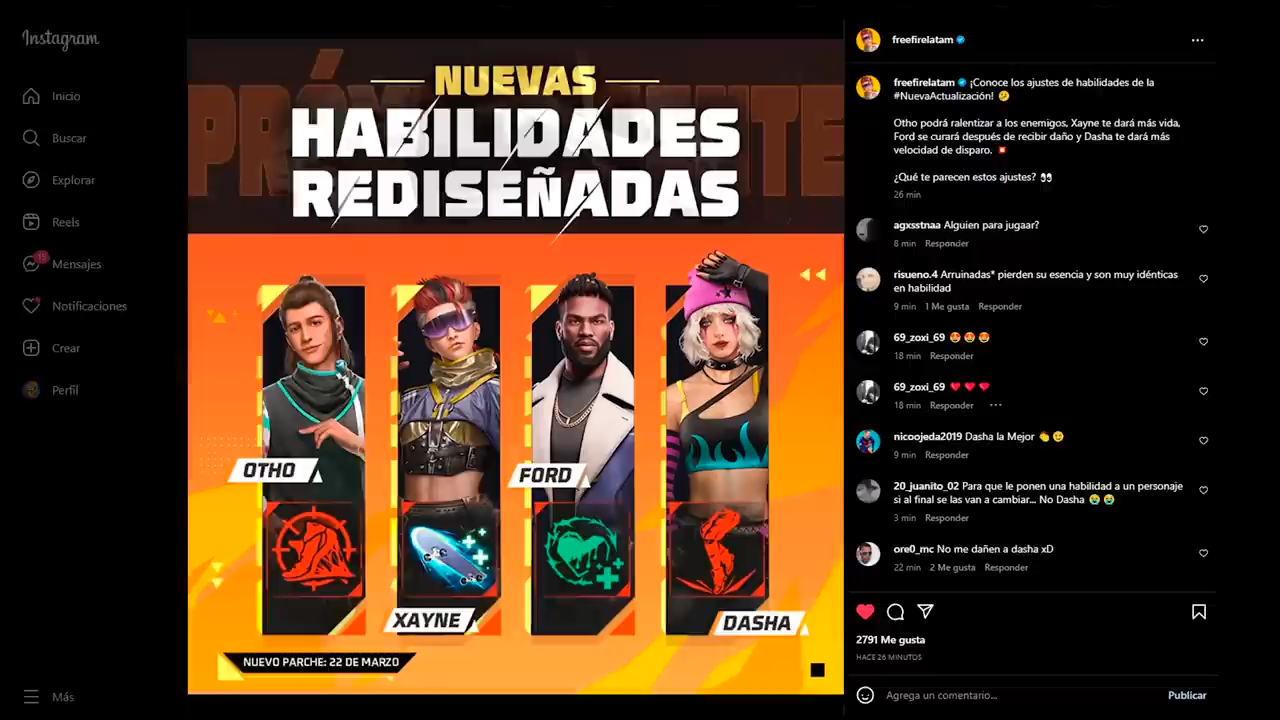 Instagram
Inicio
Buscar
Explorar
Reels
15
Mensajes
Notificaciones
Crear
Perfil
Más
NUEVAS
HABILIDADES
REDISEÑADAS
OTHO
XAYNE
FORD
DASHA
NUEVO PARCHE: 22 DE MARZO
freefirelatam
freefirelatam ¡Conoce los ajustes de habilidades de la
#NuevaActualización! 🤔
Otho podrá ralentizar a los enemigos, Xayne te dará más vida,
Ford se curará después de recibir daño y Dasha te dará más
velocidad de disparo. 💥
¿Qué te parecen estos ajustes? 👀
26 min
agxsstnaa Alguien para jugaar?
8 min Responder
risueno.4 Arruinadas* pierden su esencia y son muy idénticas
en habilidad
9 min 1 Me gusta Responder
69_zoxi_69 😍😍😍
18 min Responder
69_zoxi_69 ❤️❤️❤️
18 min Responder
nicoojeda2019 Dasha la Mejor 👏😉
9 min Responder
20_juanito_02 Para que le ponen una habilidad a un personaje
si al final se las van a cambiar... No Dasha 😭😭
3 min Responder
ore0_mc No me dañen a dasha xD
22 min 2 Me gusta Responder
2791 Me gusta
HACE 26 MINUTOS
Agrega un comentario...
Publicar